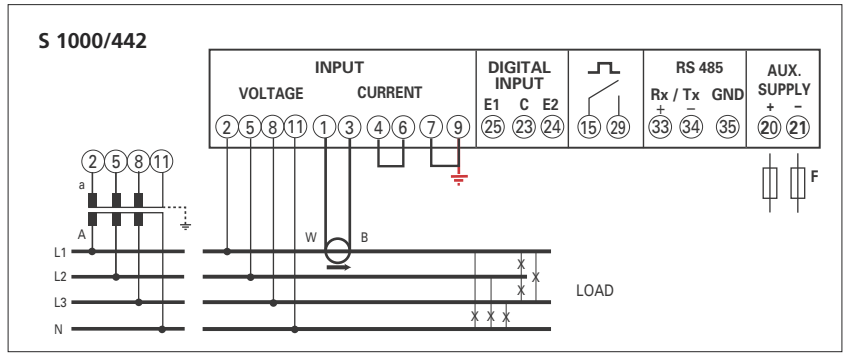 S 1000/442
INPUT
VOLTAGE CURRENT
DIGITAL
INPUT
E1 C E2
RS 485
Rx / Tx GND
+ −
AUX.
SUPPLY
+ −
2 5 8 11 1 3 4 6 7 9 25 23 24 15 29 33 34 35 20 21
F
2 5 8 11
a
A
W B
L1
L2
L3
N
X
X
X
X X X
LOAD